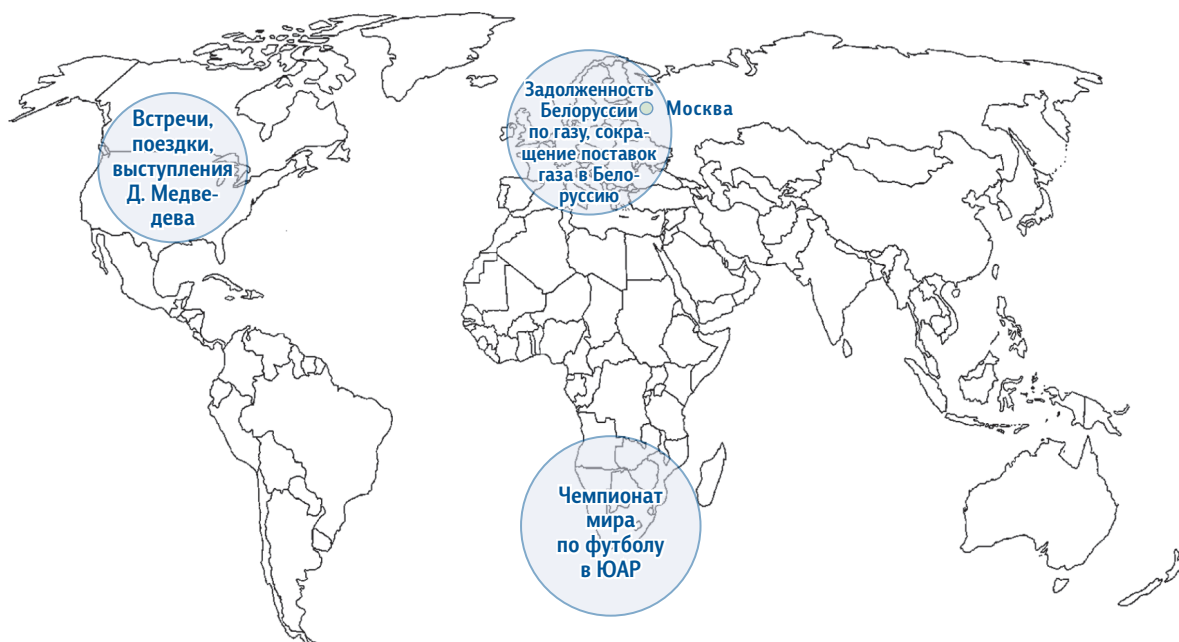 Встречи,
поездки,
выступления
Д. Медве-
дева
Задолженность
Белоруссии
по газу, сокра-
щение поставок
газа в Бело-
руссию
Москва
Чемпионат
мира
по футболу
в ЮАР